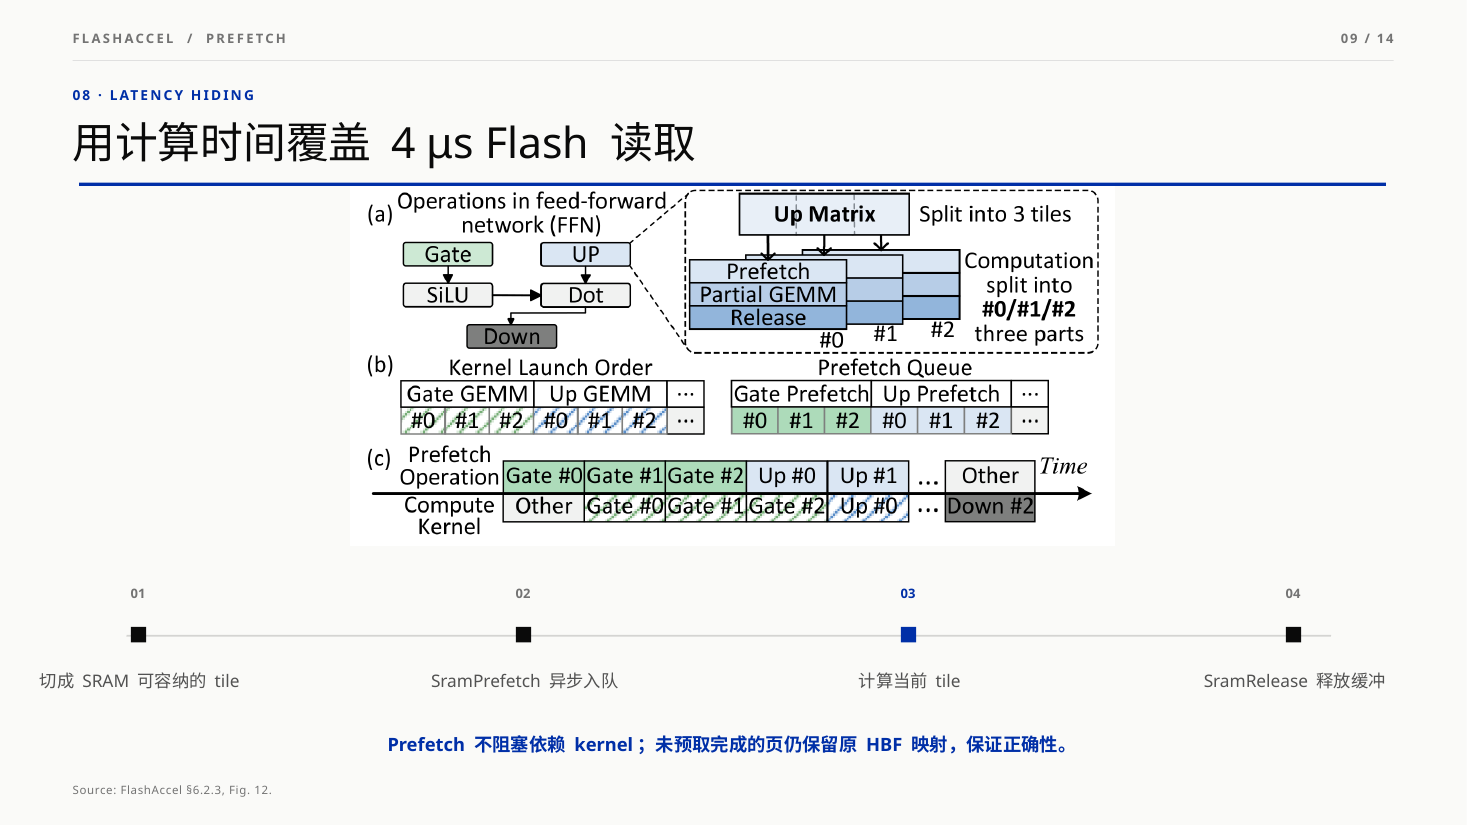 FLASHACCEL / PREFETCH
09 / 14
08 · LATENCY HIDING
用计算时间覆盖 4 μs Flash 读取
(a)
Operations in feed-forward
network (FFN)
Gate
UP
SiLU
Dot
Down
Up Matrix
Split into 3 tiles
Prefetch
Partial GEMM
Release
#0
#1
#2
Computation
split into
#0/#1/#2
three parts
(b)
Kernel Launch Order
Gate GEMM Up GEMM ...
#0 #1 #2 #0 #1 #2 ...
Prefetch Queue
Gate Prefetch Up Prefetch ...
#0 #1 #2 #0 #1 #2 ...
(c)
Prefetch
Operation
Gate #0 Gate #1 Gate #2 Up #0 Up #1 ... Other
Time
Compute
Kernel
Other Gate #0 Gate #1 Gate #2 Up #0 ... Down #2
01
02
03
04
切成 SRAM 可容纳的 tile
SramPrefetch 异步入队
计算当前 tile
SramRelease 释放缓冲
Prefetch 不阻塞依赖 kernel；未预取完成的页仍保留原 HBF 映射，保证正确性。
Source: FlashAccel §6.2.3, Fig. 12.